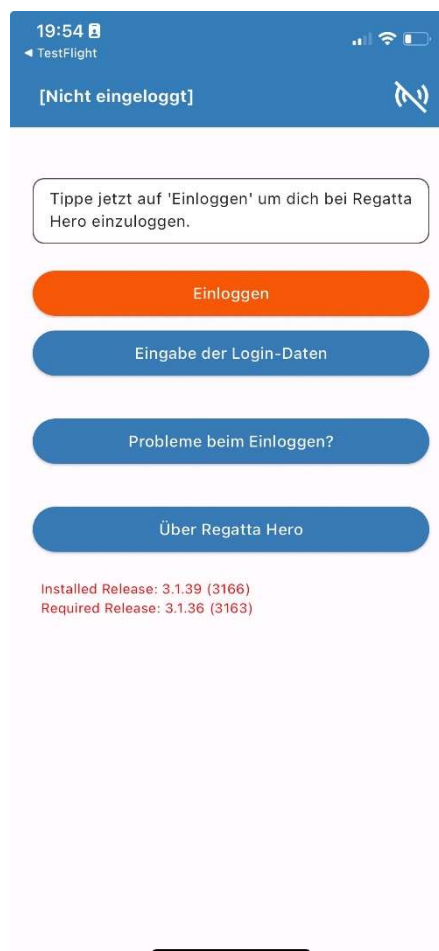 19:54
◀ TestFlight
[Nicht eingeloggt]
Tippe jetzt auf 'Einloggen' um dich bei Regatta
Hero einzuloggen.
Einloggen
Eingabe der Login-Daten
Probleme beim Einloggen?
Über Regatta Hero
Installed Release: 3.1.39 (3166)
Required Release: 3.1.36 (3163)